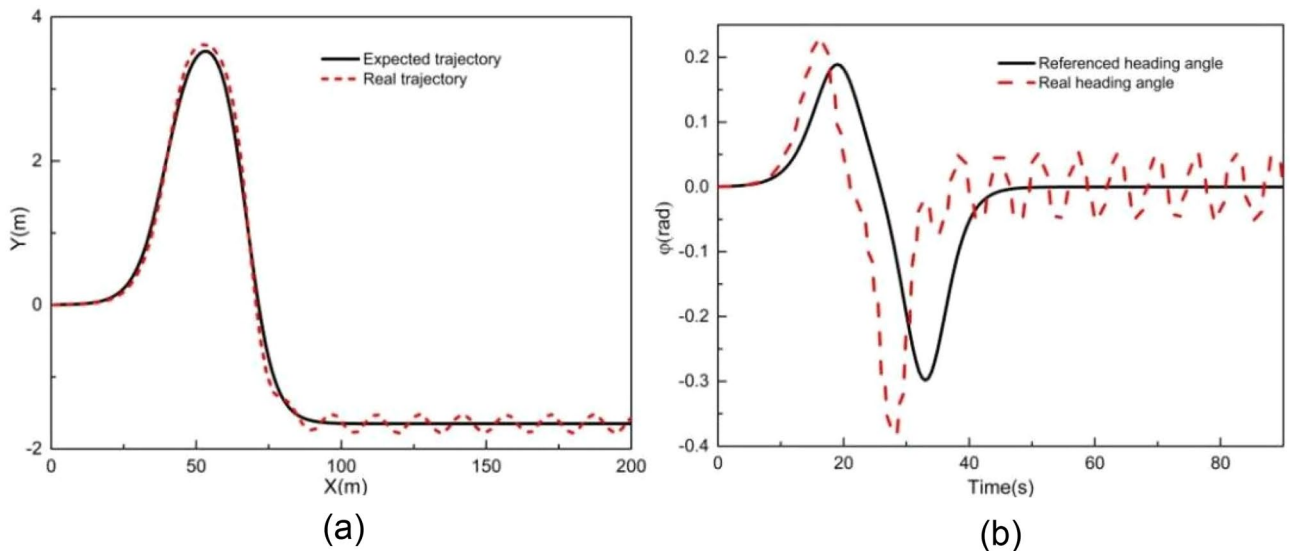 4
Expected trajectory
Real trajectory
2
Y(m)
0
-2
0 50 100 150 200
X(m)
(a)
0.2
Referenced heading angle
Real heading angle
0.1
0.0
φ(rad)
-0.1
-0.2
-0.3
-0.4
0 20 40 60 80
Time(s)
(b)